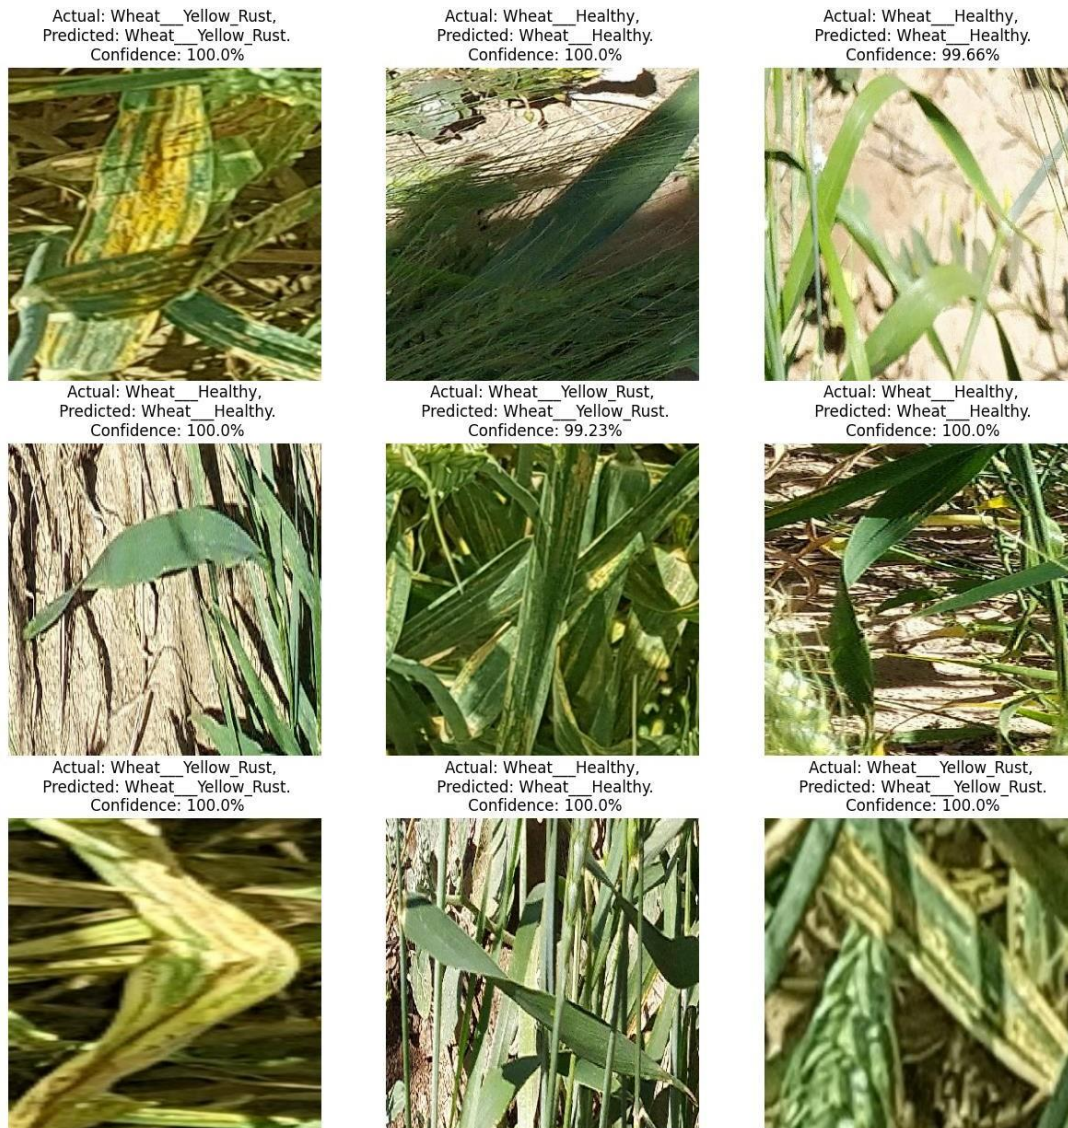 Actual: Wheat___Yellow_Rust,
Predicted: Wheat___Yellow_Rust.
Confidence: 100.0%
Actual: Wheat___Healthy,
Predicted: Wheat___Healthy.
Confidence: 100.0%
Actual: Wheat___Healthy,
Predicted: Wheat___Healthy.
Confidence: 99.66%
Actual: Wheat___Healthy,
Predicted: Wheat___Healthy.
Confidence: 100.0%
Actual: Wheat___Yellow_Rust,
Predicted: Wheat___Yellow_Rust.
Confidence: 99.23%
Actual: Wheat___Healthy,
Predicted: Wheat___Healthy.
Confidence: 100.0%
Actual: Wheat___Yellow_Rust,
Predicted: Wheat___Yellow_Rust.
Confidence: 100.0%
Actual: Wheat___Healthy,
Predicted: Wheat___Healthy.
Confidence: 100.0%
Actual: Wheat___Yellow_Rust,
Predicted: Wheat___Yellow_Rust.
Confidence: 100.0%